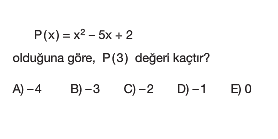 P(x) = x² – 5x + 2
olduğuna göre, P(3) değeri kaçtır?
A) –4 B) –3 C) –2 D) –1 E) 0